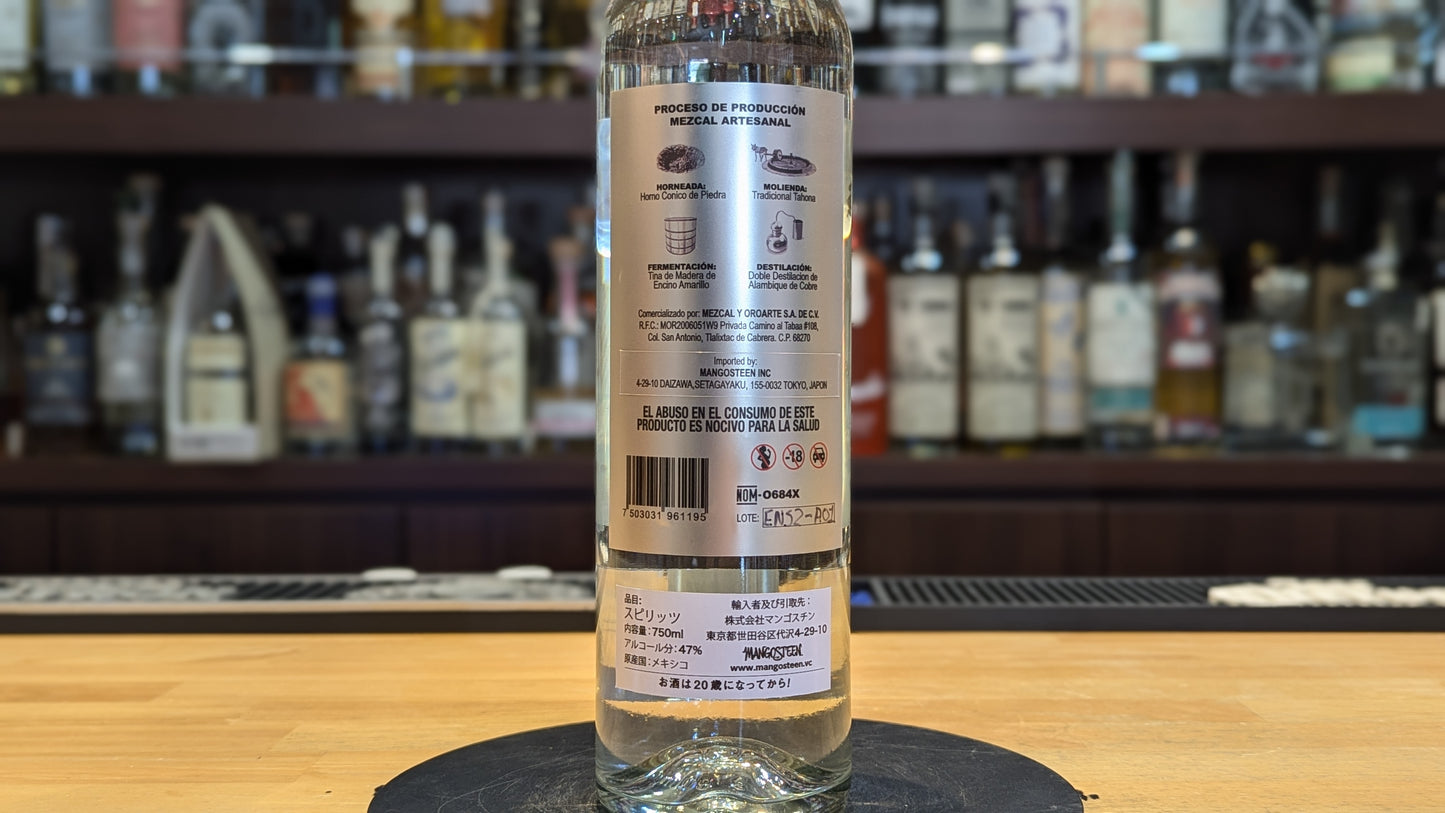 PROCESO DE PRODUCCIÓN
MEZCAL ARTESANAL
HORNEADA:
Horno Conico de Piedra
MOLIENDA:
Tradicional Tahona
FERMENTACIÓN:
Tina de Madera de
Encino Amarillo
DESTILACIÓN:
Doble Destilacion de
Alambique de Cobre
Comercializado por: MEZCAL Y OROARTE S.A. DE C.V.
R.F.C.: MOR2006051W9 Privada Camino al Tabaa #108,
Col. San Antonio, Tlalixtac de Cabrera. C.P. 68270
Imported by:
MANGOSTEEN INC
4-29-10 DAIZAWA,SETAGAYAKU, 155-0032 TOKYO, JAPON
EL ABUSO EN EL CONSUMO DE ESTE
PRODUCTO ES NOCIVO PARA LA SALUD
-18
7 503031 961195
NOM-O684X
LOTE: ENS2-A01
品目:
スピリッツ
内容量:750ml
アルコール分:47%
原産国:メキシコ
輸入者及び引取先:
株式会社マンゴスチン
東京都世田谷区代沢4-29-10
MANGOSTEEN
www.mangosteen.vc
お酒は20歳になってから!